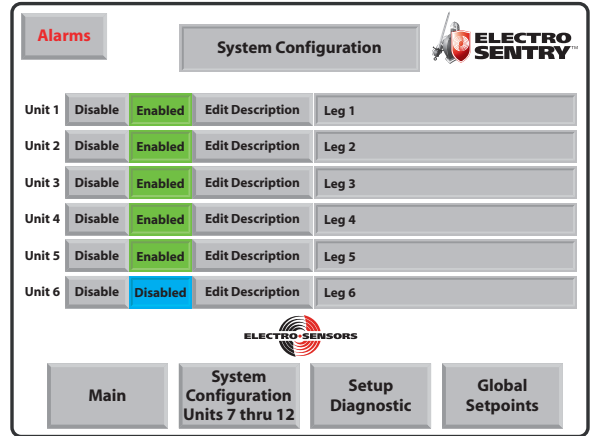 Alarms
System Configuration
ELECTRO
SENTRY™
Unit 1 Disable Enabled Edit Description Leg 1
Unit 2 Disable Enabled Edit Description Leg 2
Unit 3 Disable Enabled Edit Description Leg 3
Unit 4 Disable Enabled Edit Description Leg 4
Unit 5 Disable Enabled Edit Description Leg 5
Unit 6 Disable Disabled Edit Description Leg 6
ELECTRO-SENSORS
Main
System
Configuration
Units 7 thru 12
Setup
Diagnostic
Global
Setpoints